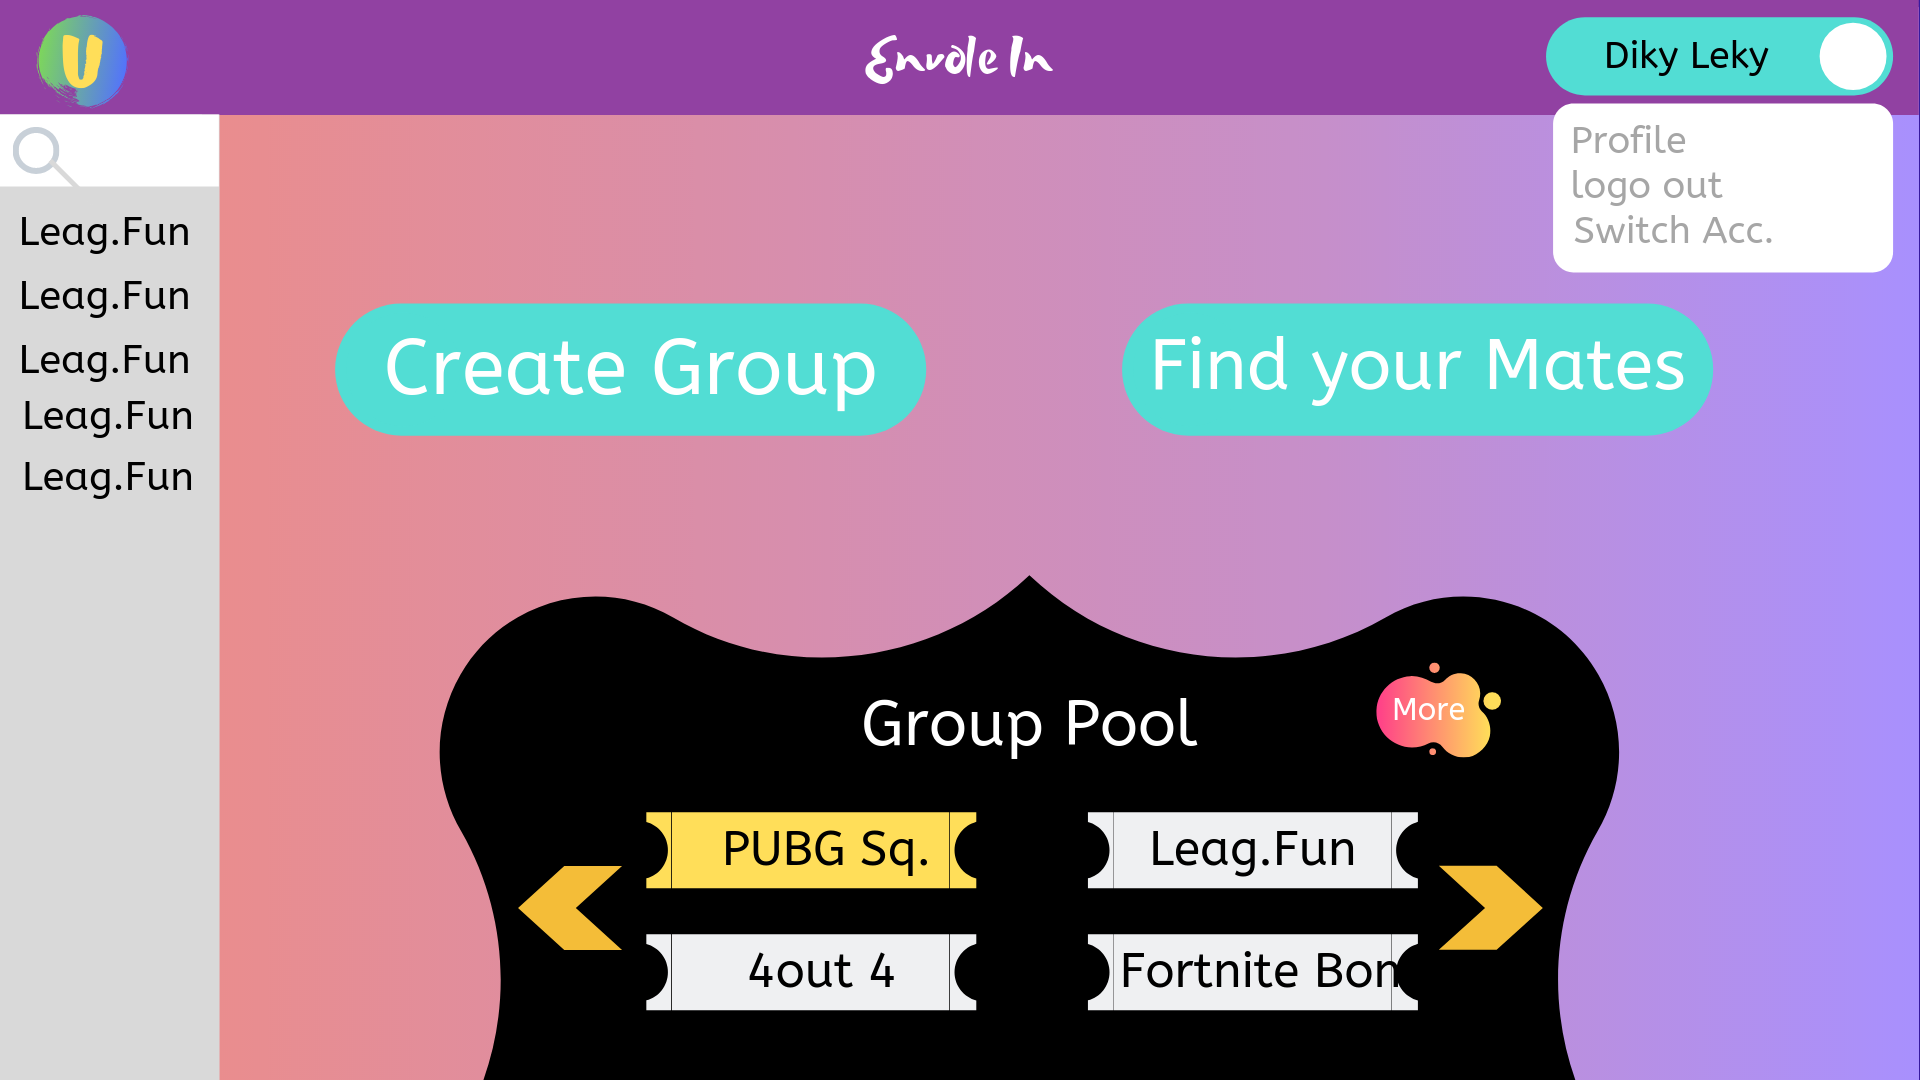 U
Envole In
Diky Leky
Profile
logo out
Switch Acc.
Leag.Fun
Leag.Fun
Leag.Fun
Leag.Fun
Leag.Fun
Create Group
Find your Mates
Group Pool
More
PUBG Sq.
Leag.Fun
4out 4
Fortnite Bon